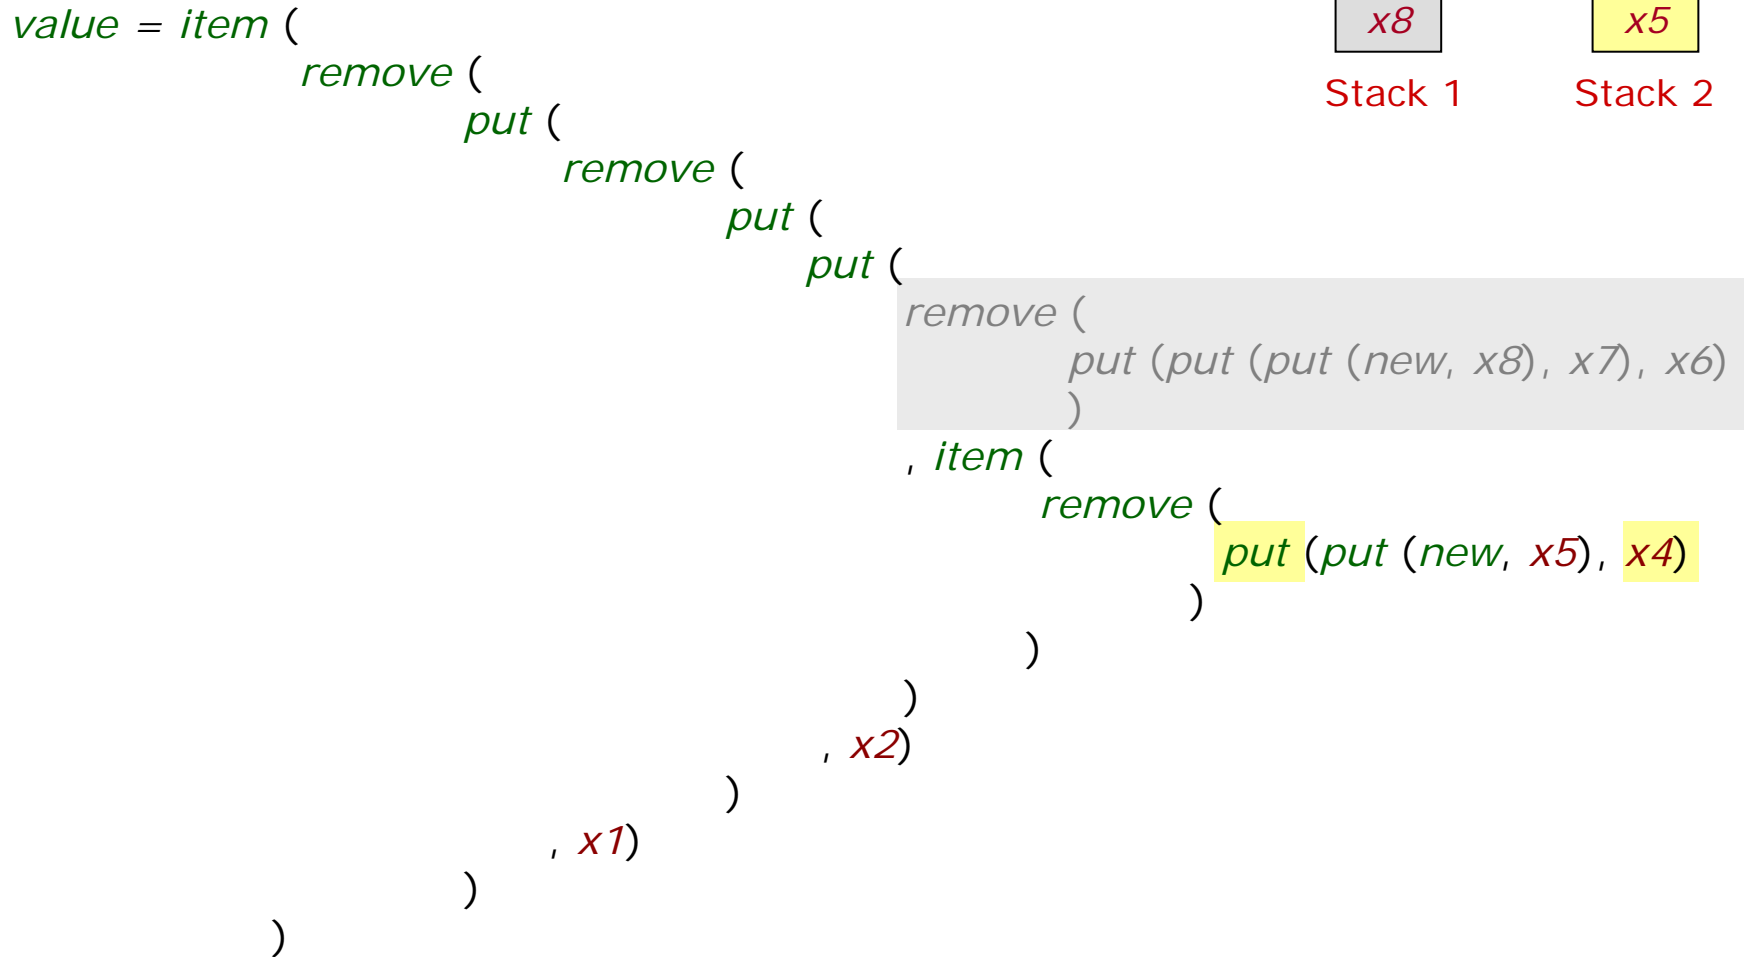 value = item (
x8
x5
remove (
Stack 1
Stack 2
put (
remove (
put (
put (
remove (
put (put (put (new, x8), x7), x6)
)
, item (
remove (
put (put (new, x5), x4)
)
)
)
, x2)
)
, x1)
)
)